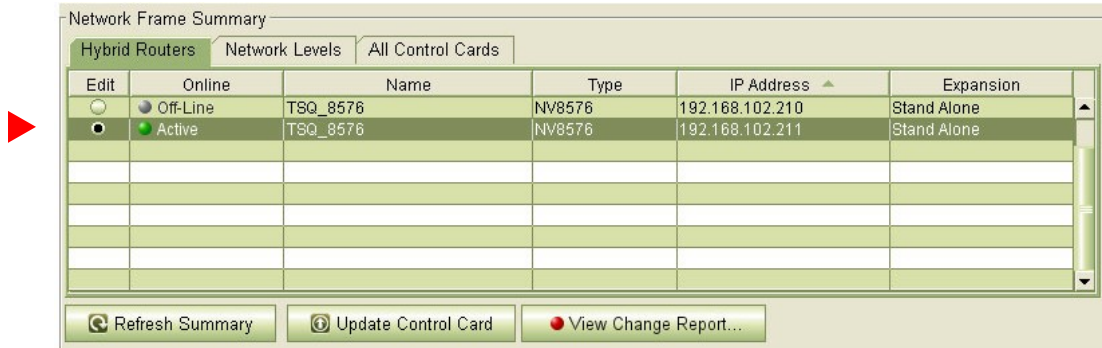 Network Frame Summary
Hybrid Routers Network Levels All Control Cards
Edit Online Name Type IP Address Expansion
Off-Line TSQ_8576 NV8576 192.168.102.210 Stand Alone
Active TSQ_8576 NV8576 192.168.102.211 Stand Alone
Refresh Summary Update Control Card View Change Report...